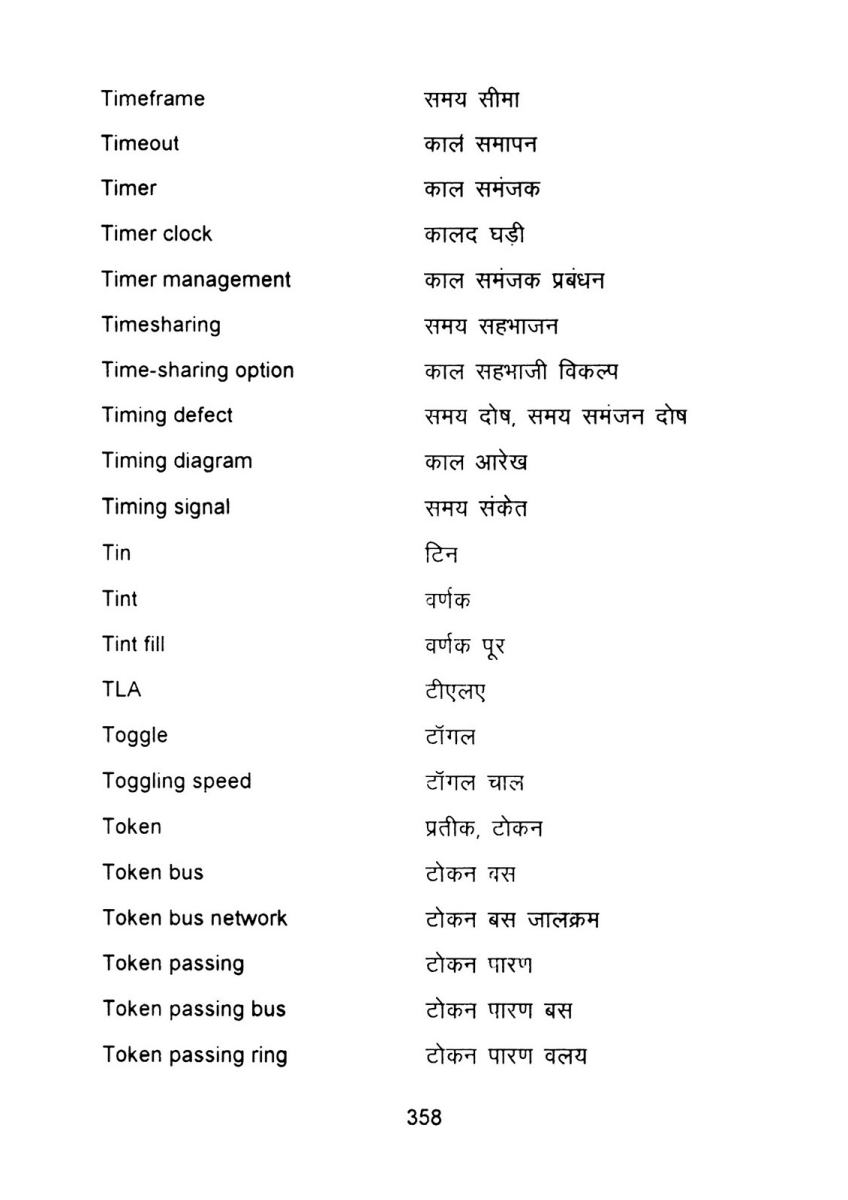 Timeframe समय सीमा
Timeout काल समापन
Timer काल समंजक
Timer clock कालद घड़ी
Timer management काल समंजक प्रबंधन
Timesharing समय सहभाजन
Time-sharing option काल सहभाजी विकल्प
Timing defect समय दोष, समय समंजन दोष
Timing diagram काल आरेख
Timing signal समय संकेत
Tin टिन
Tint वर्णक
Tint fill वर्णक पूर
TLA टीएलए
Toggle टॉगल
Toggling speed टॉगल चाल
Token प्रतीक, टोकन
Token bus टोकन बस
Token bus network टोकन बस जालक्रम
Token passing टोकन पारण
Token passing bus टोकन पारण बस
Token passing ring टोकन पारण वलय
358